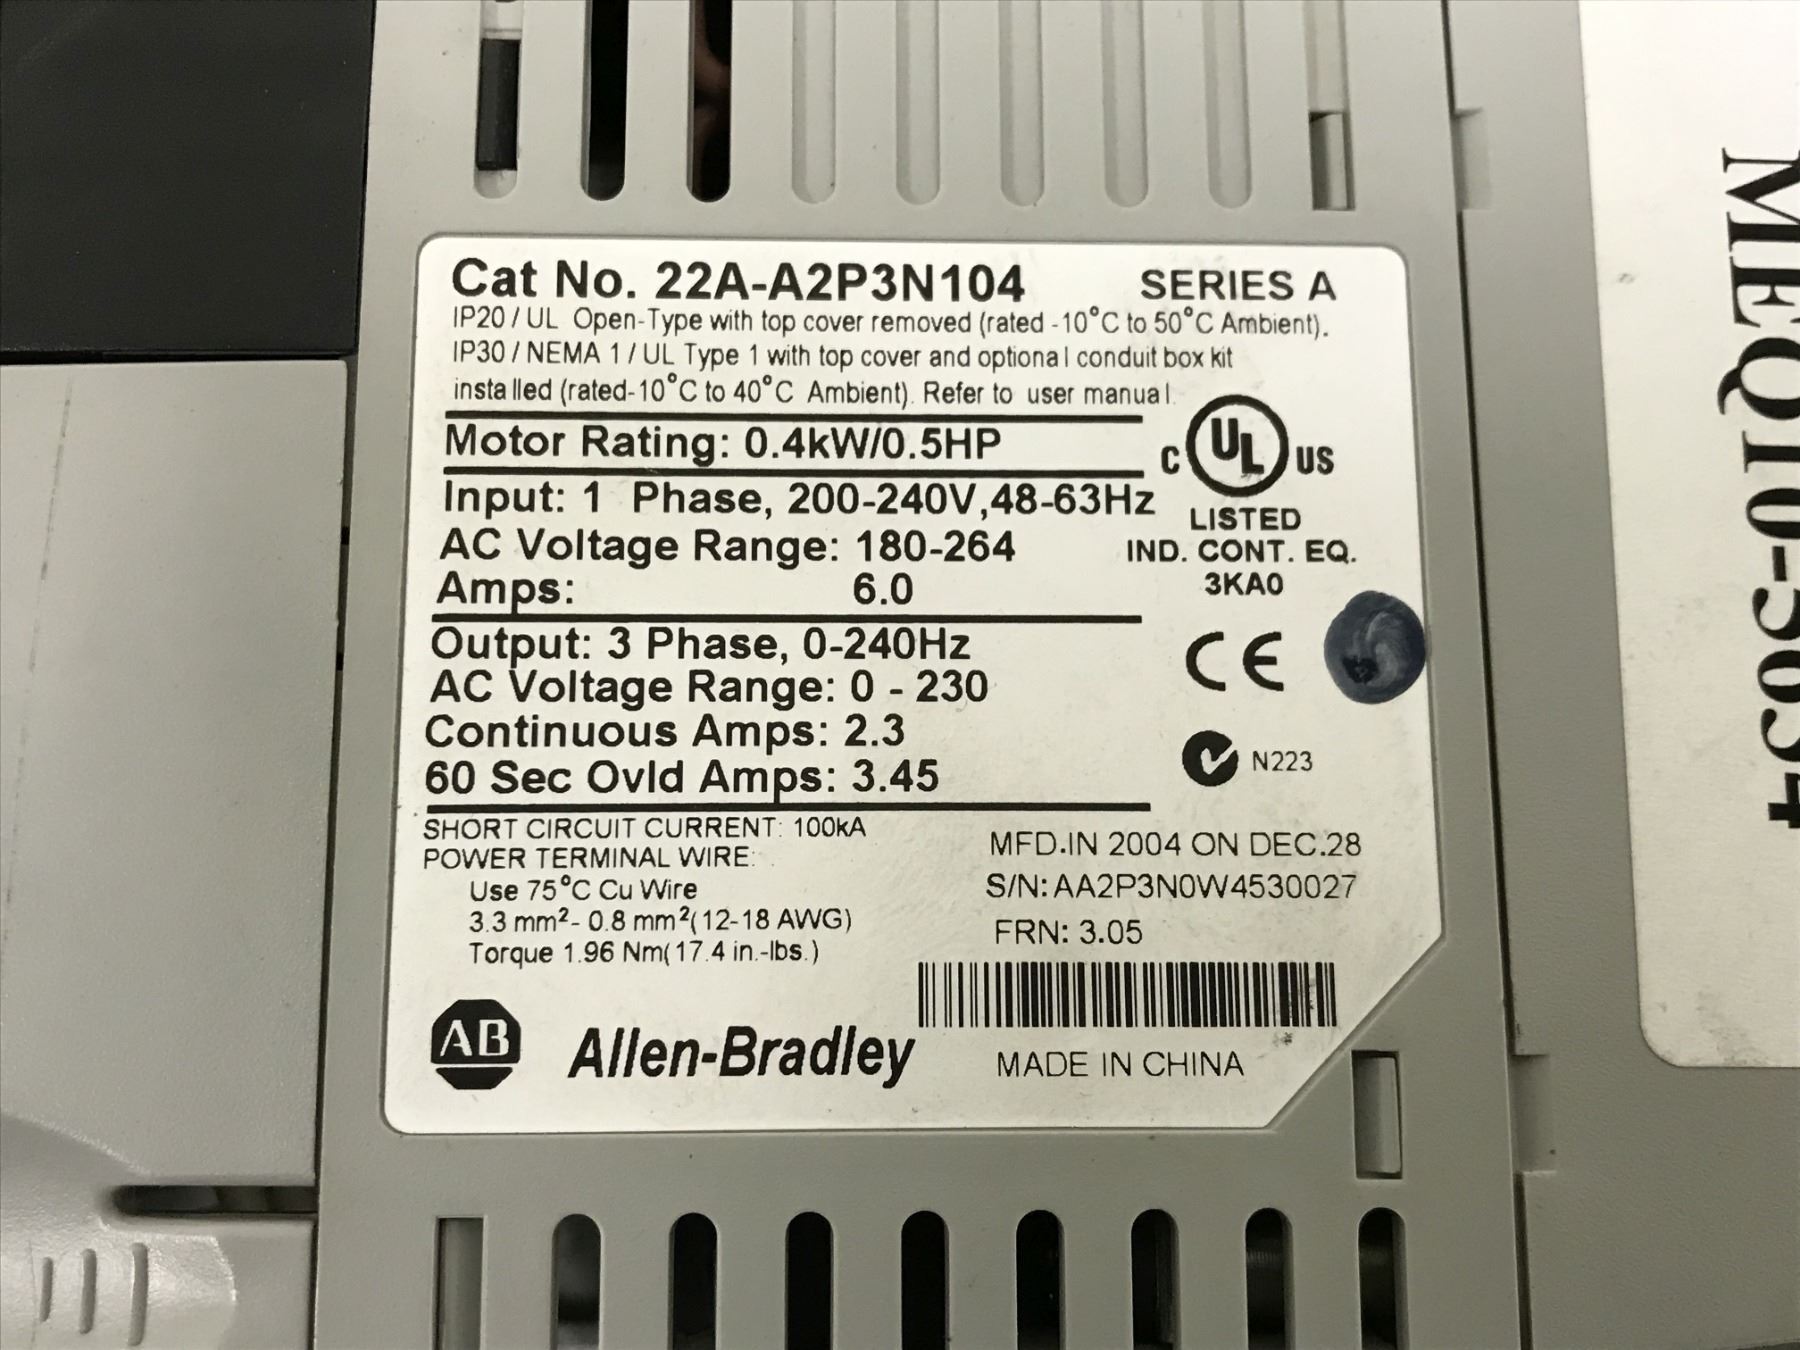 Cat No. 22A-A2P3N104 SERIES A
IP20 / UL Open-Type with top cover removed (rated -10°C to 50°C Ambient).
IP30 / NEMA 1 / UL Type 1 with top cover and optional conduit box kit
installed (rated-10°C to 40°C Ambient). Refer to user manual.
Motor Rating: 0.4kW/0.5HP
C UL US
Input: 1 Phase, 200-240V,48-63Hz
LISTED
AC Voltage Range: 180-264
IND. CONT. EQ.
Amps: 6.0
3KA0
Output: 3 Phase, 0-240Hz
CE
AC Voltage Range: 0 - 230
Continuous Amps: 2.3
N223
60 Sec Ovld Amps: 3.45
SHORT CIRCUIT CURRENT: 100kA
POWER TERMINAL WIRE:
Use 75°C Cu Wire
3.3 mm²- 0.8 mm²(12-18 AWG)
Torque 1.96 Nm(17.4 in.-lbs.)
MFD.IN 2004 ON DEC.28
S/N: AA2P3N0W4530027
FRN: 3.05
AB Allen-Bradley
MADE IN CHINA
MEQ10-5634